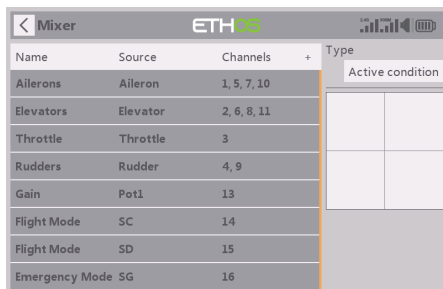 Mixer
ETHOS
Name Source Channels +
Ailerons Aileron 1, 5, 7, 10
Elevators Elevator 2, 6, 8, 11
Throttle Throttle 3
Rudders Rudder 4, 9
Gain Pot1 13
Flight Mode SC 14
Flight Mode SD 15
Emergency Mode SG 16
Type
Active condition